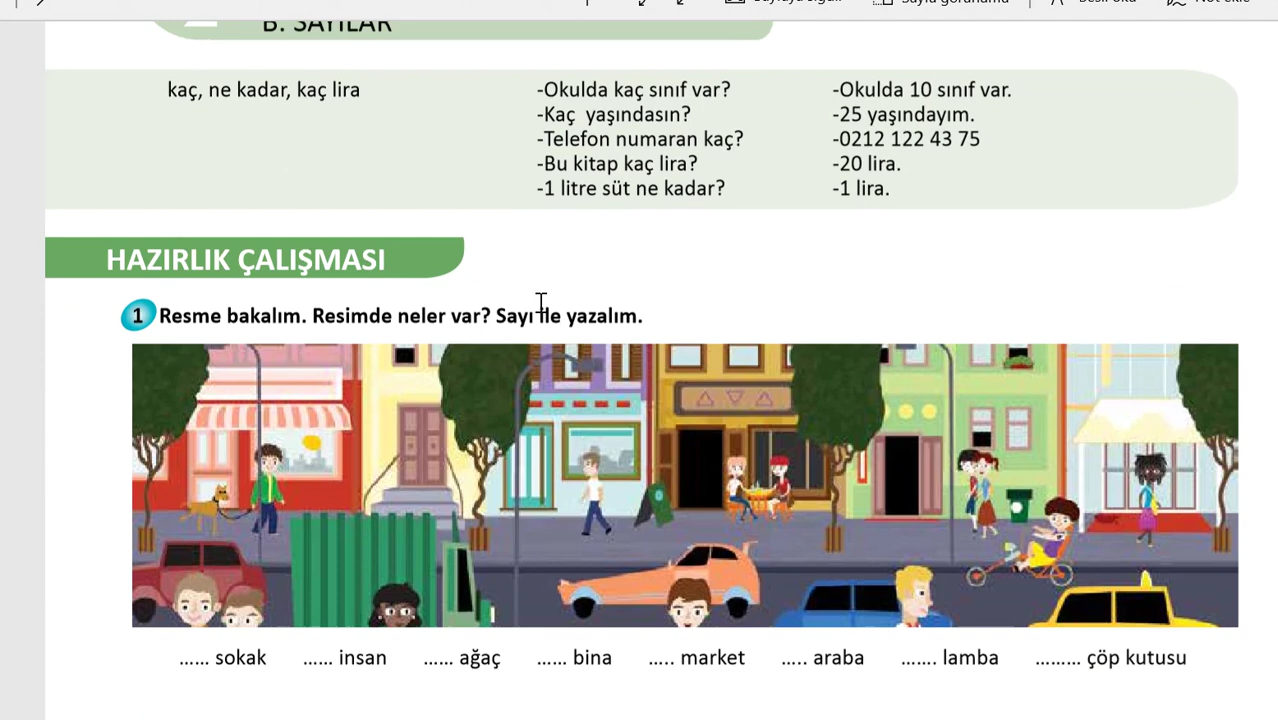 B. SAYILAR
kaç, ne kadar, kaç lira
-Okulda kaç sınıf var? -Okulda 10 sınıf var.
-Kaç yaşındasın? -25 yaşındayım.
-Telefon numaran kaç? -0212 122 43 75
-Bu kitap kaç lira? -20 lira.
-1 litre süt ne kadar? -1 lira.
HAZIRLIK ÇALIŞMASI
1 Resme bakalım. Resimde neler var? Sayı ile yazalım.
...... sokak ...... insan ...... ağaç ...... bina ..... market ..... araba ....... lamba ......... çöp kutusu